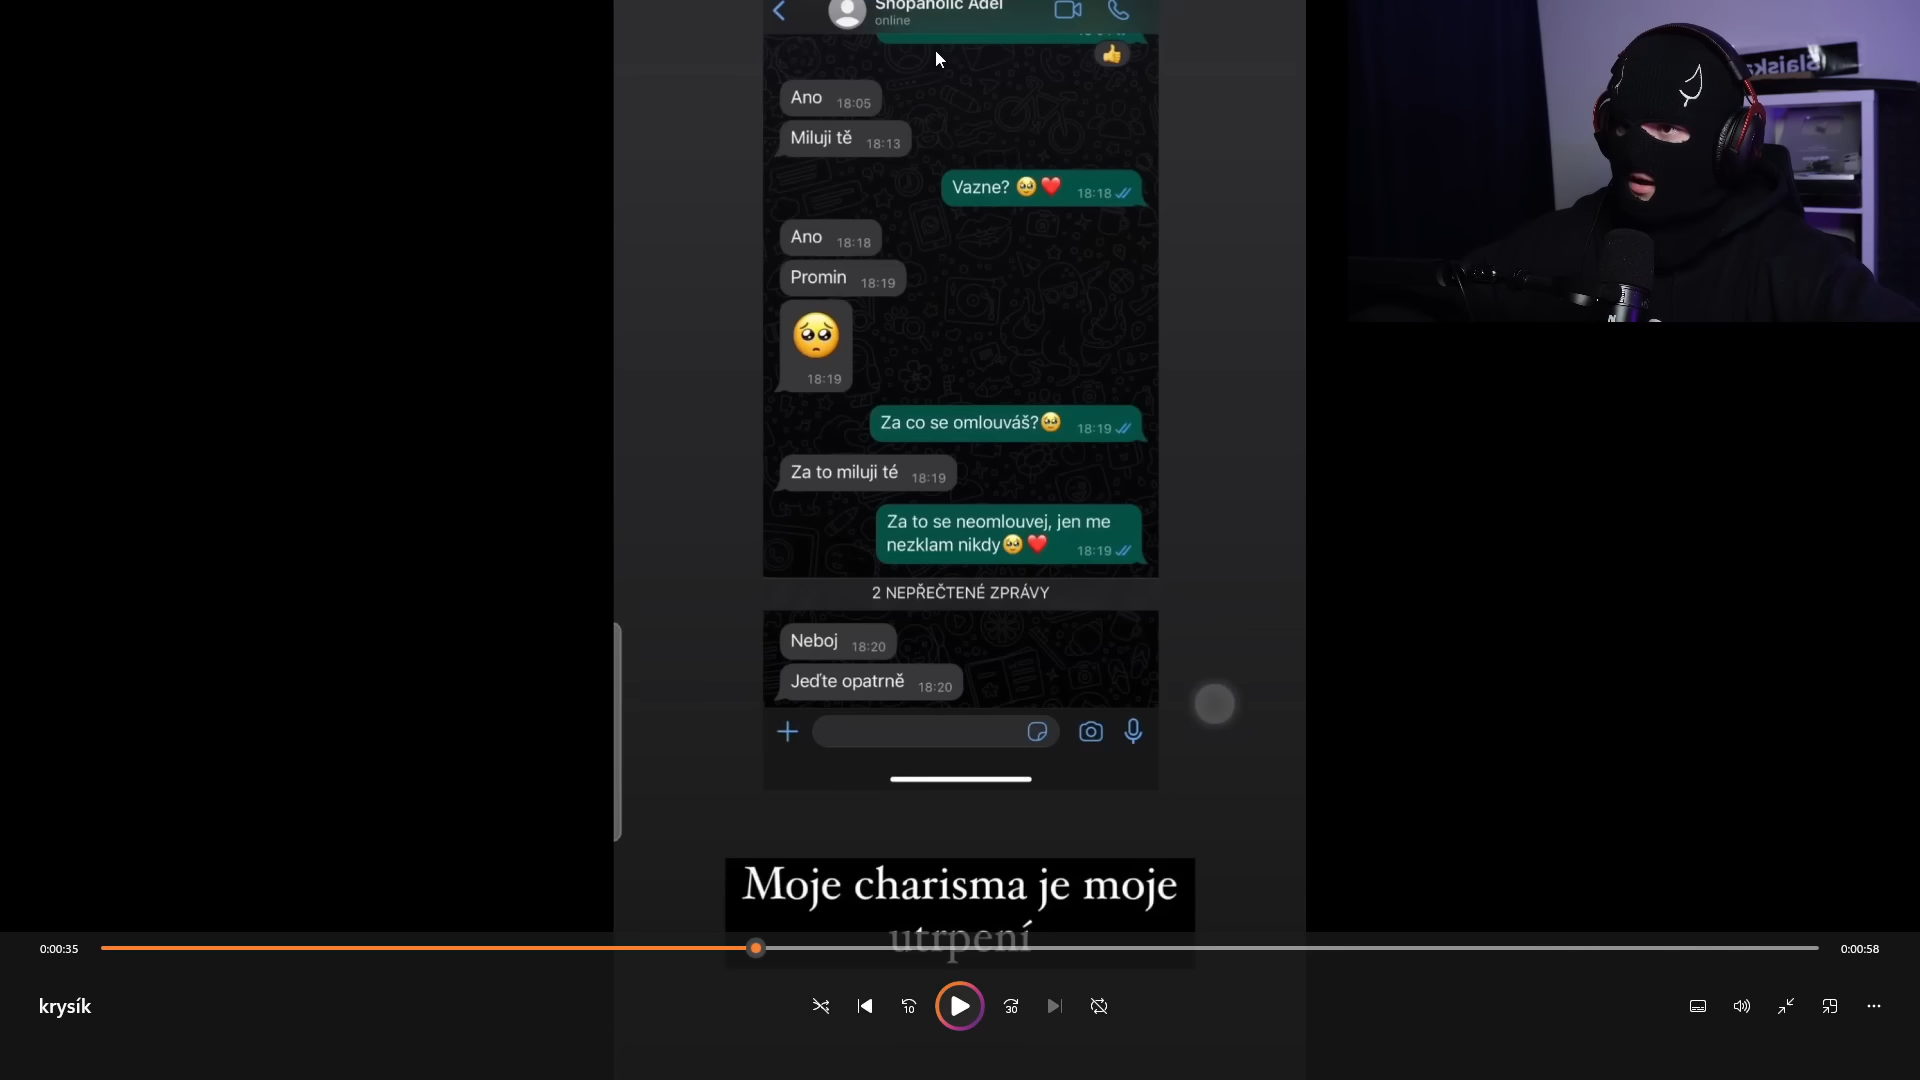 Shopaholic Adel
online
Ano 18:05
Miluji tě 18:13
Vazne? 🥺❤️ 18:18
Ano 18:18
Promin 18:19
🥺
18:19
Za co se omlouváš?🥺 18:19
Za to miluji té 18:19
Za to se neomlouvej, jen me
nezklam nikdy🥺❤️ 18:19
2 NEPŘEČTENÉ ZPRÁVY
Neboj 18:20
Jeďte opatrně 18:20
Moje charisma je moje
utrpení
0:00:35
0:00:58
krysík
10
30